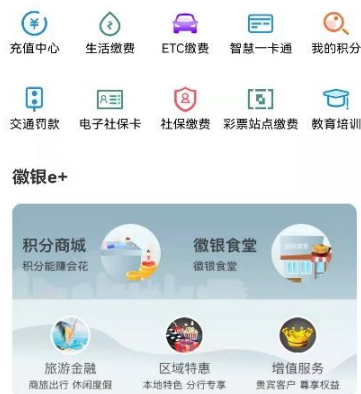 充值中心 生活缴费 ETC缴费 智慧一卡通 我的积分
交通罚款 电子社保卡 社保缴费 彩票站点缴费 教育培训
徽银e+
积分商城 徽银食堂
积分能赚会花 徽银食堂
旅游金融 区域特惠 增值服务
商旅出行 休闲度假 本地特色 分行专享 贵宾客户 尊享权益